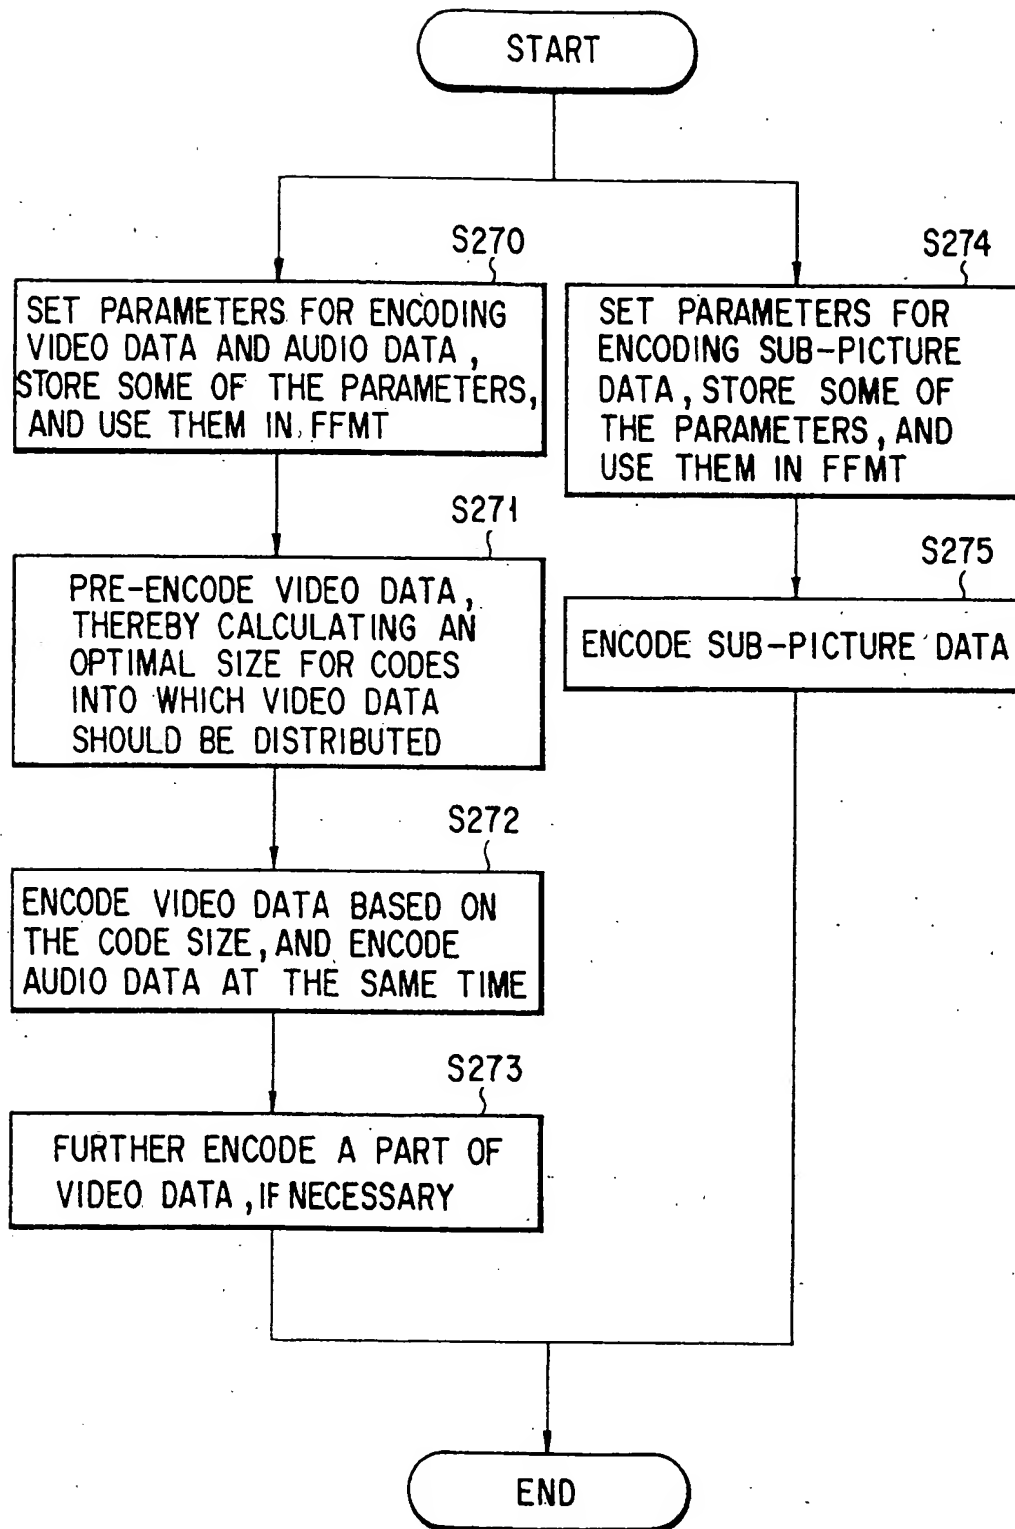 START
S270
SET PARAMETERS FOR ENCODING
VIDEO DATA AND AUDIO DATA,
STORE SOME OF THE PARAMETERS,
AND USE THEM IN FFMT
S271
PRE-ENCODE VIDEO DATA,
THEREBY CALCULATING AN
OPTIMAL SIZE FOR CODES
INTO WHICH VIDEO DATA
SHOULD BE DISTRIBUTED
S272
ENCODE VIDEO DATA BASED ON
THE CODE SIZE, AND ENCODE
AUDIO DATA AT THE SAME TIME
S273
FURTHER ENCODE A PART OF
VIDEO DATA, IF NECESSARY
S274
SET PARAMETERS FOR
ENCODING SUB-PICTURE
DATA, STORE SOME OF
THE PARAMETERS, AND
USE THEM IN FFMT
S275
ENCODE SUB-PICTURE DATA
END